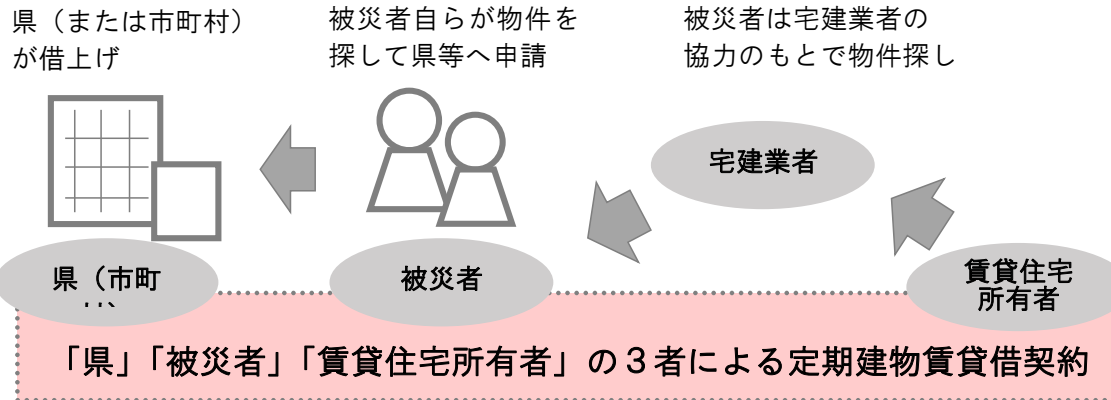 県（または市町村）
が借上げ
被災者自らが物件を
探して県等へ申請
被災者は宅建業者の
協力のもとで物件探し
宅建業者
県（市町
被災者
賃貸住宅
所有者
「県」「被災者」「賃貸住宅所有者」の３者による定期建物賃貸借契約